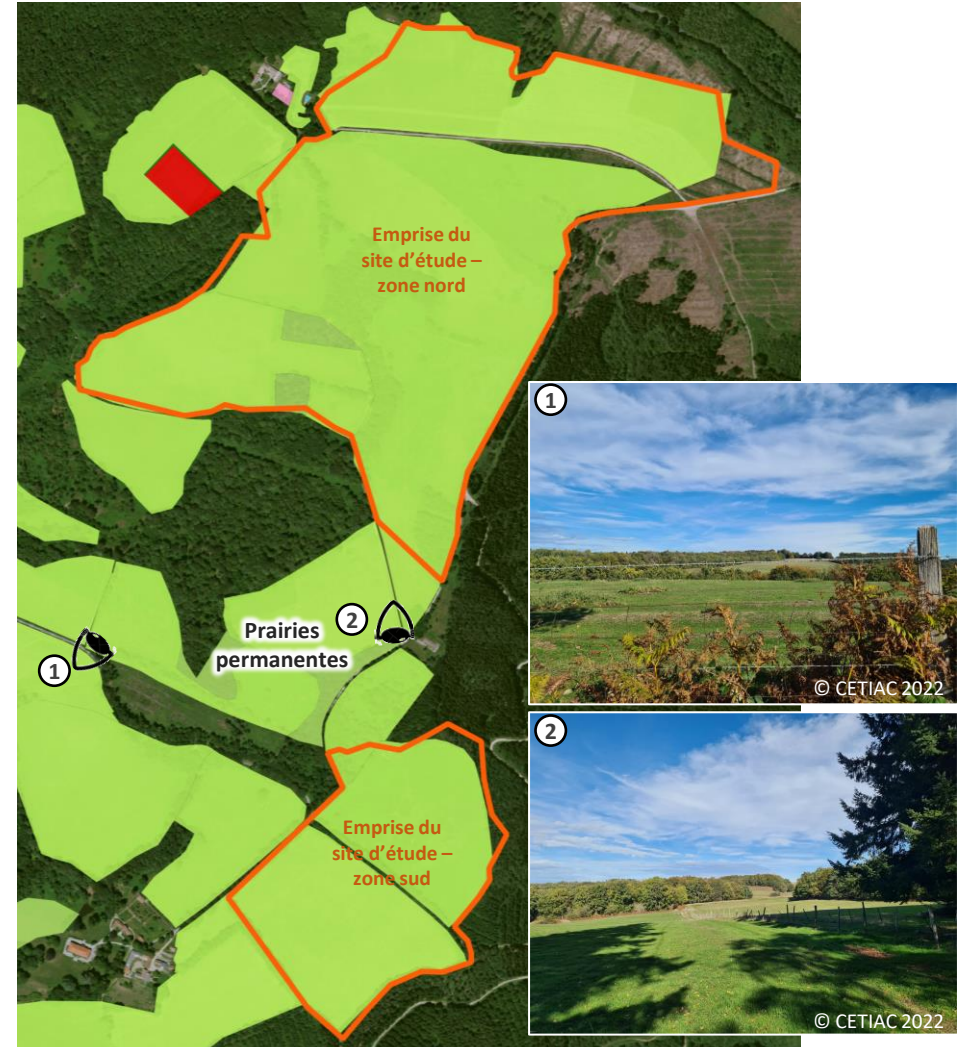 Emprise du
site d'étude –
zone nord
1
© CETIAC 2022
2
Prairies
permanentes
1
2
© CETIAC 2022
Emprise du
site d'étude –
zone sud